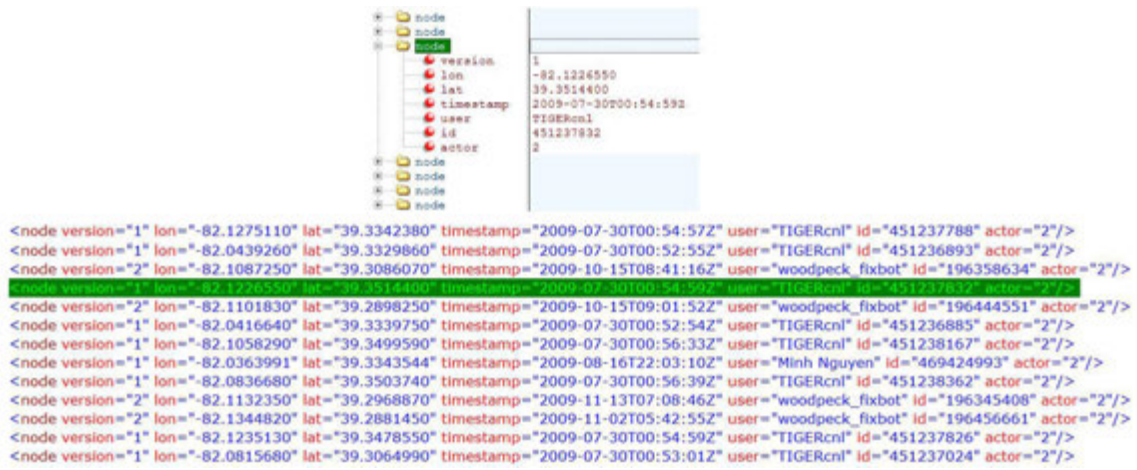 node
node
node
version 1
lon -82.1226550
lat 39.3514400
timestamp 2009-07-30T00:54:59Z
user TIGERcnl
id 451237832
actor 2
node
node
node
node
<node version="1" lon="-82.1275110" lat="39.3342380" timestamp="2009-07-30T00:54:57Z" user="TIGERcnl" id="451237788" actor="2"/>
<node version="1" lon="-82.0439260" lat="39.3329860" timestamp="2009-07-30T00:52:55Z" user="TIGERcnl" id="451236893" actor="2"/>
<node version="2" lon="-82.1087250" lat="39.3086070" timestamp="2009-10-15T08:41:16Z" user="woodpeck_fixbot" id="196358634" actor="2"/>
<node version="1" lon="-82.1226550" lat="39.3514400" timestamp="2009-07-30T00:54:59Z" user="TIGERcnl" id="451237832" actor="2"/>
<node version="2" lon="-82.1101830" lat="39.2898250" timestamp="2009-10-15T09:01:52Z" user="woodpeck_fixbot" id="196444551" actor="2"/>
<node version="1" lon="-82.0416640" lat="39.3339750" timestamp="2009-07-30T00:52:54Z" user="TIGERcnl" id="451236885" actor="2"/>
<node version="1" lon="-82.1058290" lat="39.3499590" timestamp="2009-07-30T00:56:33Z" user="TIGERcnl" id="451238167" actor="2"/>
<node version="1" lon="-82.0363991" lat="39.3343544" timestamp="2009-08-16T22:03:10Z" user="Minh Nguyen" id="469424993" actor="2"/>
<node version="1" lon="-82.0836680" lat="39.3503740" timestamp="2009-07-30T00:56:39Z" user="TIGERcnl" id="451238362" actor="2"/>
<node version="2" lon="-82.1132350" lat="39.2968870" timestamp="2009-11-13T07:08:46Z" user="woodpeck_fixbot" id="196345408" actor="2"/>
<node version="2" lon="-82.1344820" lat="39.2881450" timestamp="2009-11-02T05:42:55Z" user="woodpeck_fixbot" id="196456661" actor="2"/>
<node version="1" lon="-82.1235130" lat="39.3478550" timestamp="2009-07-30T00:54:59Z" user="TIGERcnl" id="451237826" actor="2"/>
<node version="1" lon="-82.0815680" lat="39.3064990" timestamp="2009-07-30T00:53:01Z" user="TIGERcnl" id="451237024" actor="2"/>